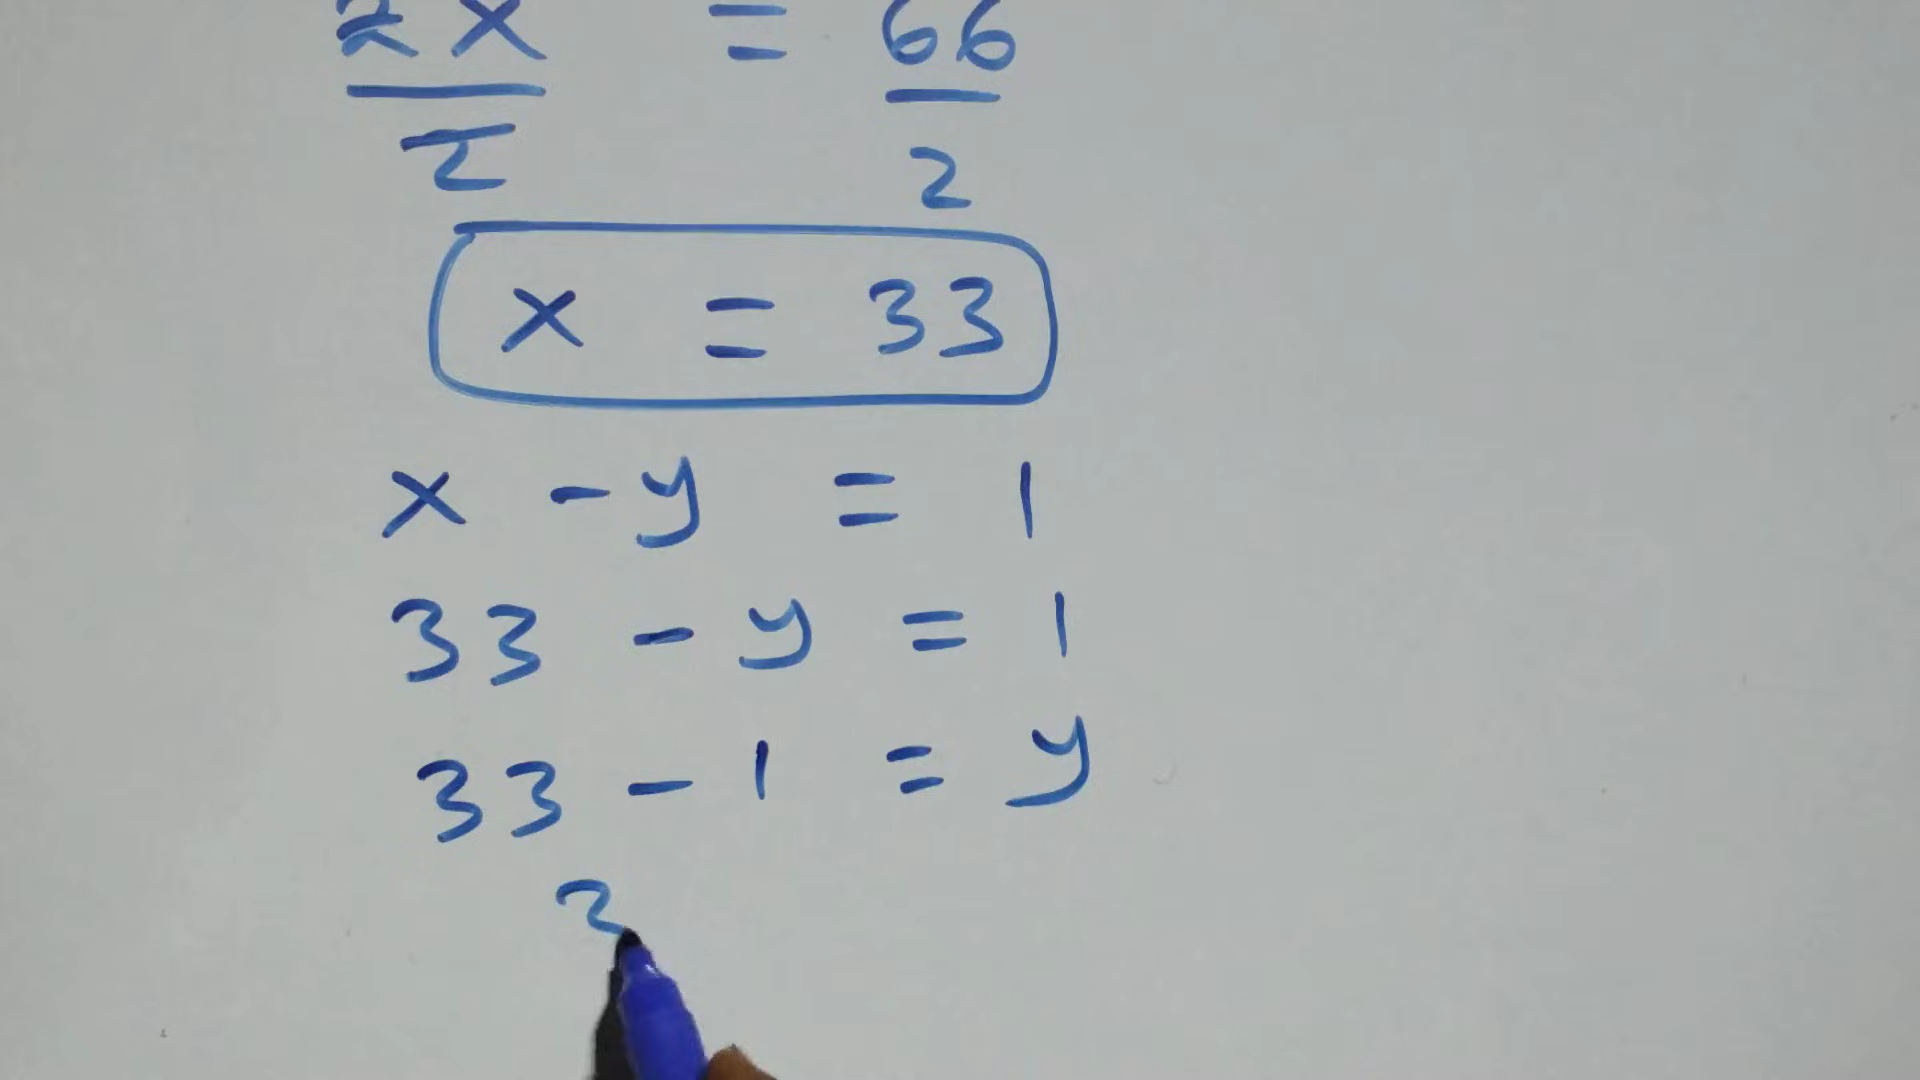 2x = 66
2 2
x = 33
x - y = 1
33 - y = 1
33 - 1 = y